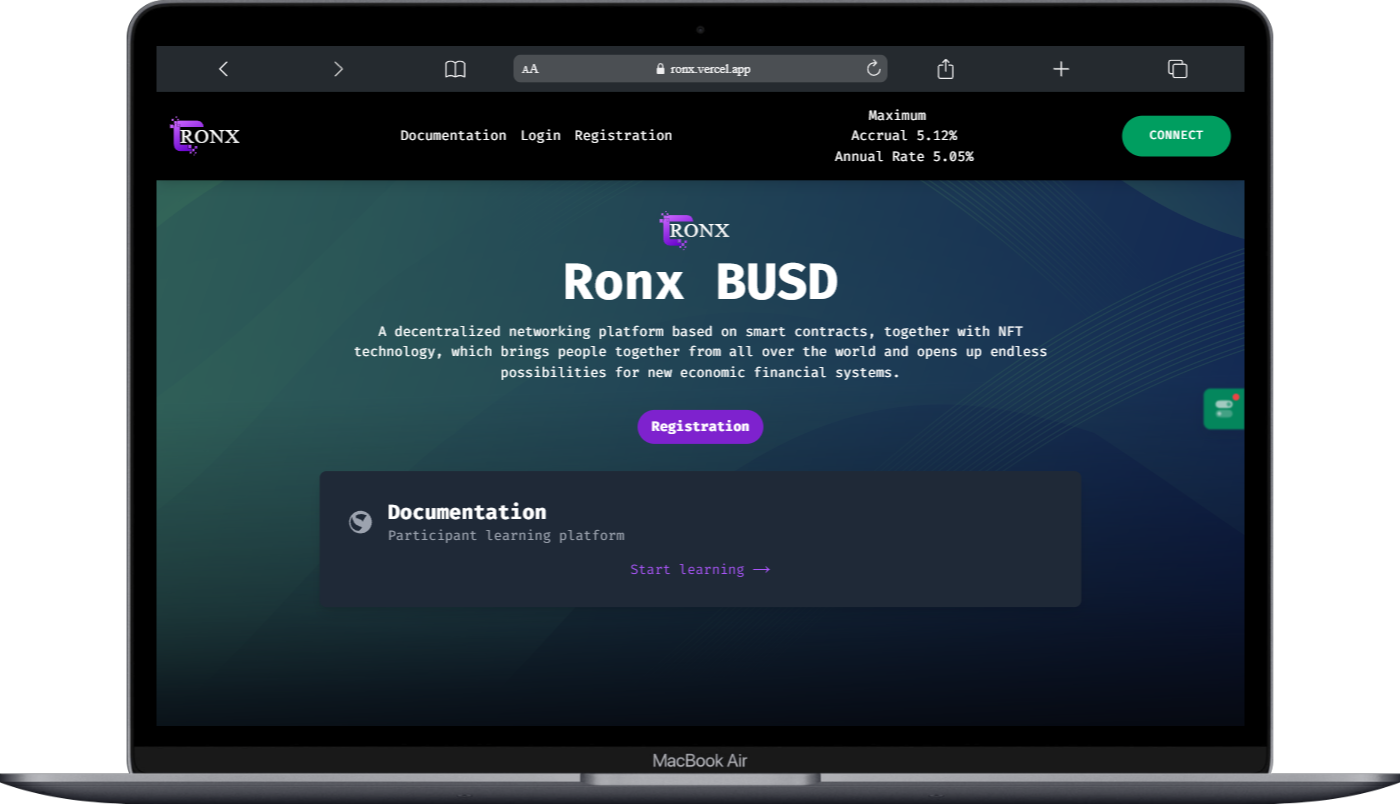 AA
ronx.vercel.app
RONX
Documentation Login Registration
Maximum
Accrual 5.12%
Annual Rate 5.05%
CONNECT
RONX
Ronx BUSD
A decentralized networking platform based on smart contracts, together with NFT
technology, which brings people together from all over the world and opens up endless
possibilities for new economic financial systems.
Registration
Documentation
Participant learning platform
Start learning →
MacBook Air